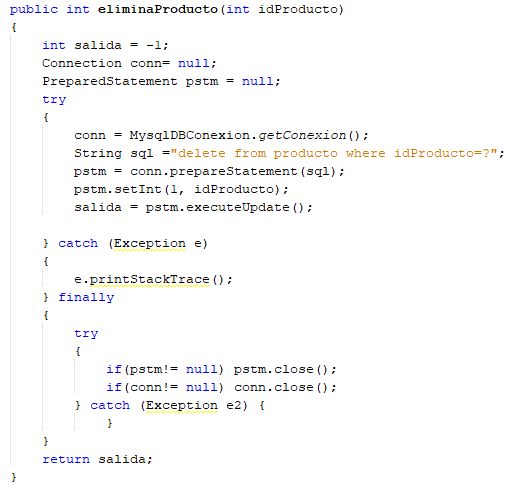 public int eliminaProducto(int idProducto)
{
    int salida = -1;
    Connection conn= null;
    PreparedStatement pstm = null;
    try
    {
        conn = MysqlDBConexion.getConexion();
        String sql ="delete from producto where idProducto=?";
        pstm = conn.prepareStatement(sql);
        pstm.setInt(1, idProducto);
        salida = pstm.executeUpdate();
    } catch (Exception e)
    {
        e.printStackTrace();
    } finally
    {
        try
        {
            if(pstm!= null) pstm.close();
            if(conn!= null) conn.close();
        } catch (Exception e2) {
            }
    }
    return salida;
}